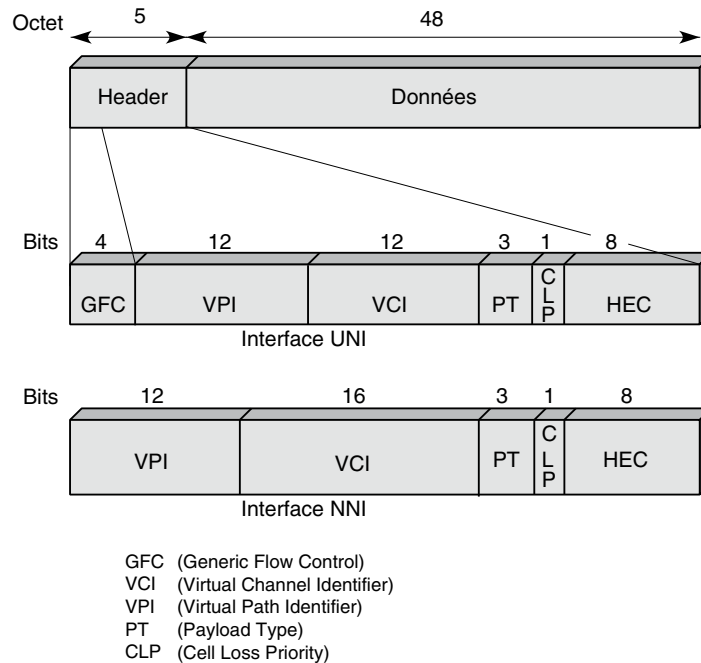 Octet 5 48
Header Données
Bits 4 12 12 3 1 8
GFC VPI VCI PT CLP HEC
Interface UNI
Bits 12 16 3 1 8
VPI VCI PT CLP HEC
Interface NNI
GFC (Generic Flow Control)
VCI (Virtual Channel Identifier)
VPI (Virtual Path Identifier)
PT (Payload Type)
CLP (Cell Loss Priority)